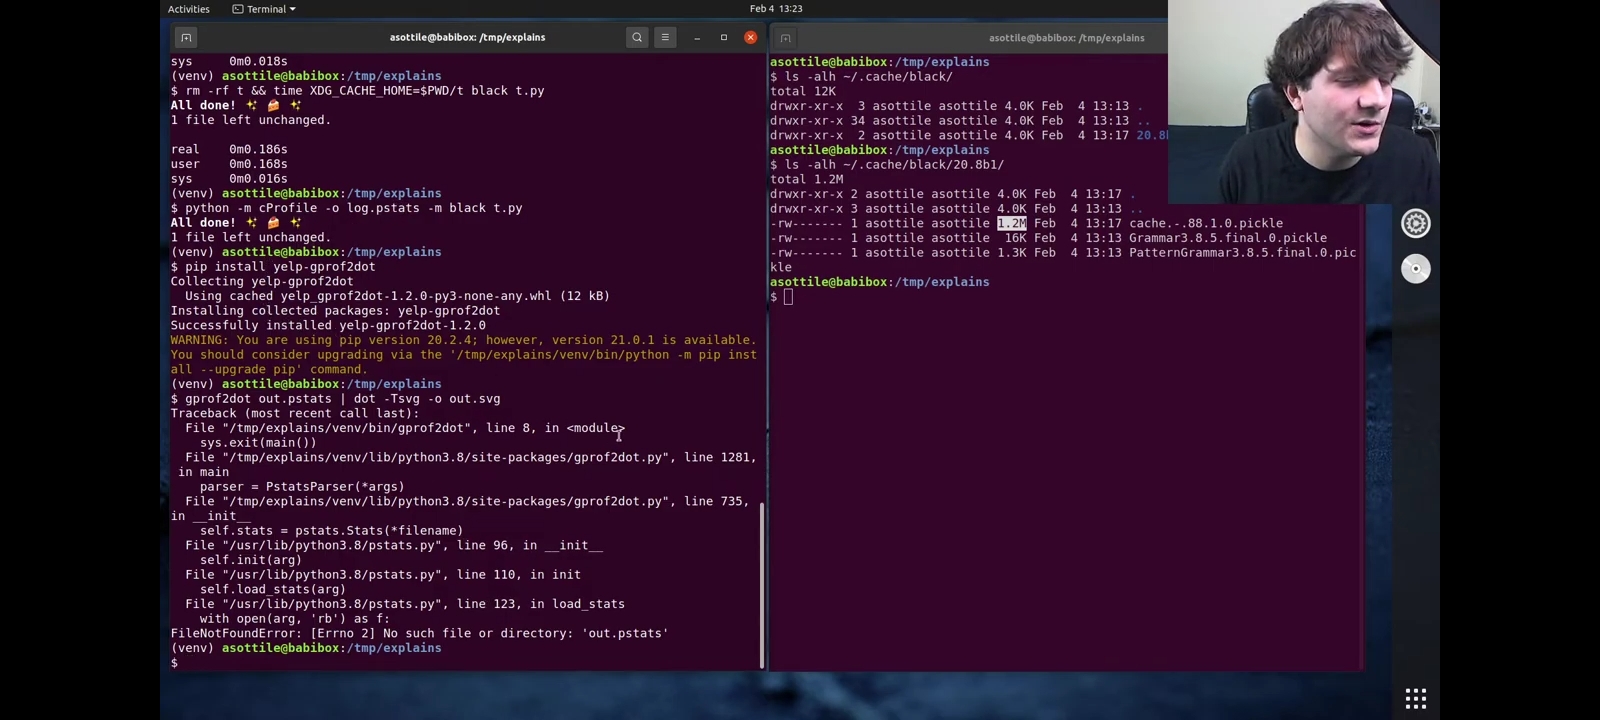 Activities
Terminal
Feb 4 13:23
asottile@babibox: /tmp/explains
sys     0m0.018s
(venv) asottile@babibox:/tmp/explains
$ rm -rf t && time XDG_CACHE_HOME=$PWD/t black t.py
All done! ✨ 🍰 ✨
1 file left unchanged.
real    0m0.186s
user    0m0.168s
sys     0m0.016s
(venv) asottile@babibox:/tmp/explains
$ python -m cProfile -o log.pstats -m black t.py
All done! ✨ 🍰 ✨
1 file left unchanged.
(venv) asottile@babibox:/tmp/explains
$ pip install yelp-gprof2dot
Collecting yelp-gprof2dot
  Using cached yelp_gprof2dot-1.2.0-py3-none-any.whl (12 kB)
Installing collected packages: yelp-gprof2dot
Successfully installed yelp-gprof2dot-1.2.0
WARNING: You are using pip version 20.2.4; however, version 21.0.1 is available.
You should consider upgrading via the '/tmp/explains/venv/bin/python -m pip inst
all --upgrade pip' command.
(venv) asottile@babibox:/tmp/explains
$ gprof2dot out.pstats | dot -Tsvg -o out.svg
Traceback (most recent call last):
  File "/tmp/explains/venv/bin/gprof2dot", line 8, in <module>
    sys.exit(main())
  File "/tmp/explains/venv/lib/python3.8/site-packages/gprof2dot.py", line 1281,
 in main
    parser = PstatsParser(*args)
  File "/tmp/explains/venv/lib/python3.8/site-packages/gprof2dot.py", line 735,
in __init__
    self.stats = pstats.Stats(*filename)
  File "/usr/lib/python3.8/pstats.py", line 96, in __init__
    self.init(arg)
  File "/usr/lib/python3.8/pstats.py", line 110, in init
    self.load_stats(arg)
  File "/usr/lib/python3.8/pstats.py", line 123, in load_stats
    with open(arg, 'rb') as f:
FileNotFoundError: [Errno 2] No such file or directory: 'out.pstats'
(venv) asottile@babibox:/tmp/explains
$
asottile@babibox: /tmp/explains
asottile@babibox:/tmp/explains
$ ls -alh ~/.cache/black/
total 12K
drwxr-xr-x  3 asottile asottile 4.0K Feb  4 13:13 .
drwxr-xr-x 34 asottile asottile 4.0K Feb  4 13:13 ..
drwxr-xr-x  2 asottile asottile 4.0K Feb  4 13:17 20.8
asottile@babibox:/tmp/explains
$ ls -alh ~/.cache/black/20.8b1/
total 1.2M
drwxr-xr-x 2 asottile asottile 4.0K Feb  4 13:17 .
drwxr-xr-x 3 asottile asottile 4.0K Feb  4 13:13 ..
-rw------- 1 asottile asottile 1.2M Feb  4 13:17 cache.-.88.1.0.pickle
-rw------- 1 asottile asottile  16K Feb  4 13:13 Grammar3.8.5.final.0.pickle
-rw------- 1 asottile asottile 1.3K Feb  4 13:13 PatternGrammar3.8.5.final.0.pic
kle
asottile@babibox:/tmp/explains
$